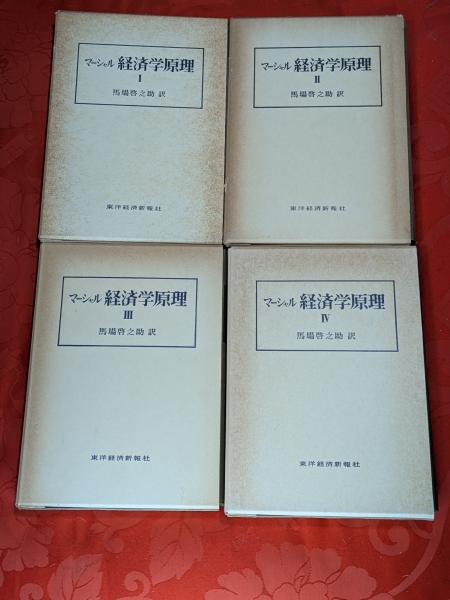 マーシャル 経済学原理
I
馬場啓之助 訳
東洋経済新報社
マーシャル 経済学原理
II
馬場啓之助 訳
東洋経済新報社
マーシャル 経済学原理
III
馬場啓之助 訳
東洋経済新報社
マーシャル 経済学原理
IV
馬場啓之助 訳
東洋経済新報社